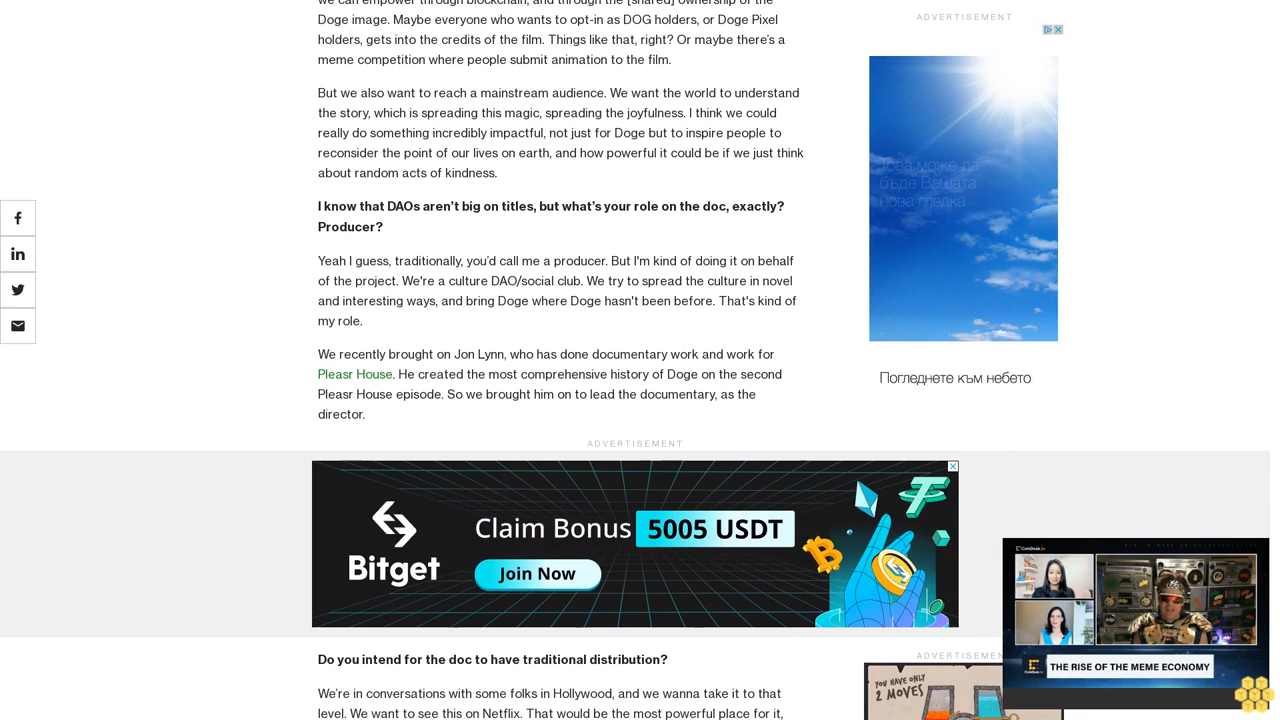 we can empower through blockchain, and through the [shared] ownership of the
Doge image. Maybe everyone who wants to opt-in as DOG holders, or Doge Pixel
holders, gets into the credits of the film. Things like that, right? Or maybe there's a
meme competition where people submit animation to the film.
But we also want to reach a mainstream audience. We want the world to understand
the story, which is spreading this magic, spreading the joyfulness. I think we could
really do something incredibly impactful, not just for Doge but to inspire people to
reconsider the point of our lives on earth, and how powerful it could be if we just think
about random acts of kindness.
I know that DAOs aren't big on titles, but what's your role on the doc, exactly?
Producer?
Yeah I guess, traditionally, you'd call me a producer. But I'm kind of doing it on behalf
of the project. We're a culture DAO/social club. We try to spread the culture in novel
and interesting ways, and bring Doge where Doge hasn't been before. That's kind of
my role.
We recently brought on Jon Lynn, who has done documentary work and work for
Pleasr House. He created the most comprehensive history of Doge on the second
Pleasr House episode. So we brought him on to lead the documentary, as the
director.
ADVERTISEMENT
Bitget
Claim Bonus 5005 USDT
Join Now
Do you intend for the doc to have traditional distribution?
We're in conversations with some folks in Hollywood, and we wanna take it to that
level. We want to see this on Netflix. That would be the most powerful place for it,
ADVERTISEMENT
Това може да
бъде Вашата
нова гледка
Погледнете към небето
ADVERTISEMEN
YOU HAVE ONLY
2 MOVES
CoinDesk.tv
CoinDesk.tv
THE RISE OF THE MEME ECONOMY